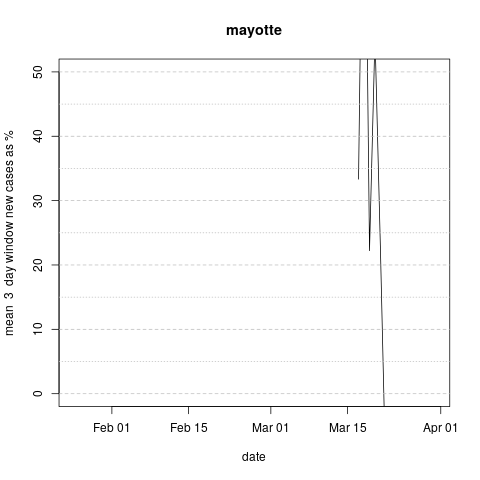 mayotte
mean 3 day window new cases as %
50
40
30
20
10
0
Feb 01
Feb 15
Mar 01
Mar 15
Apr 01
date